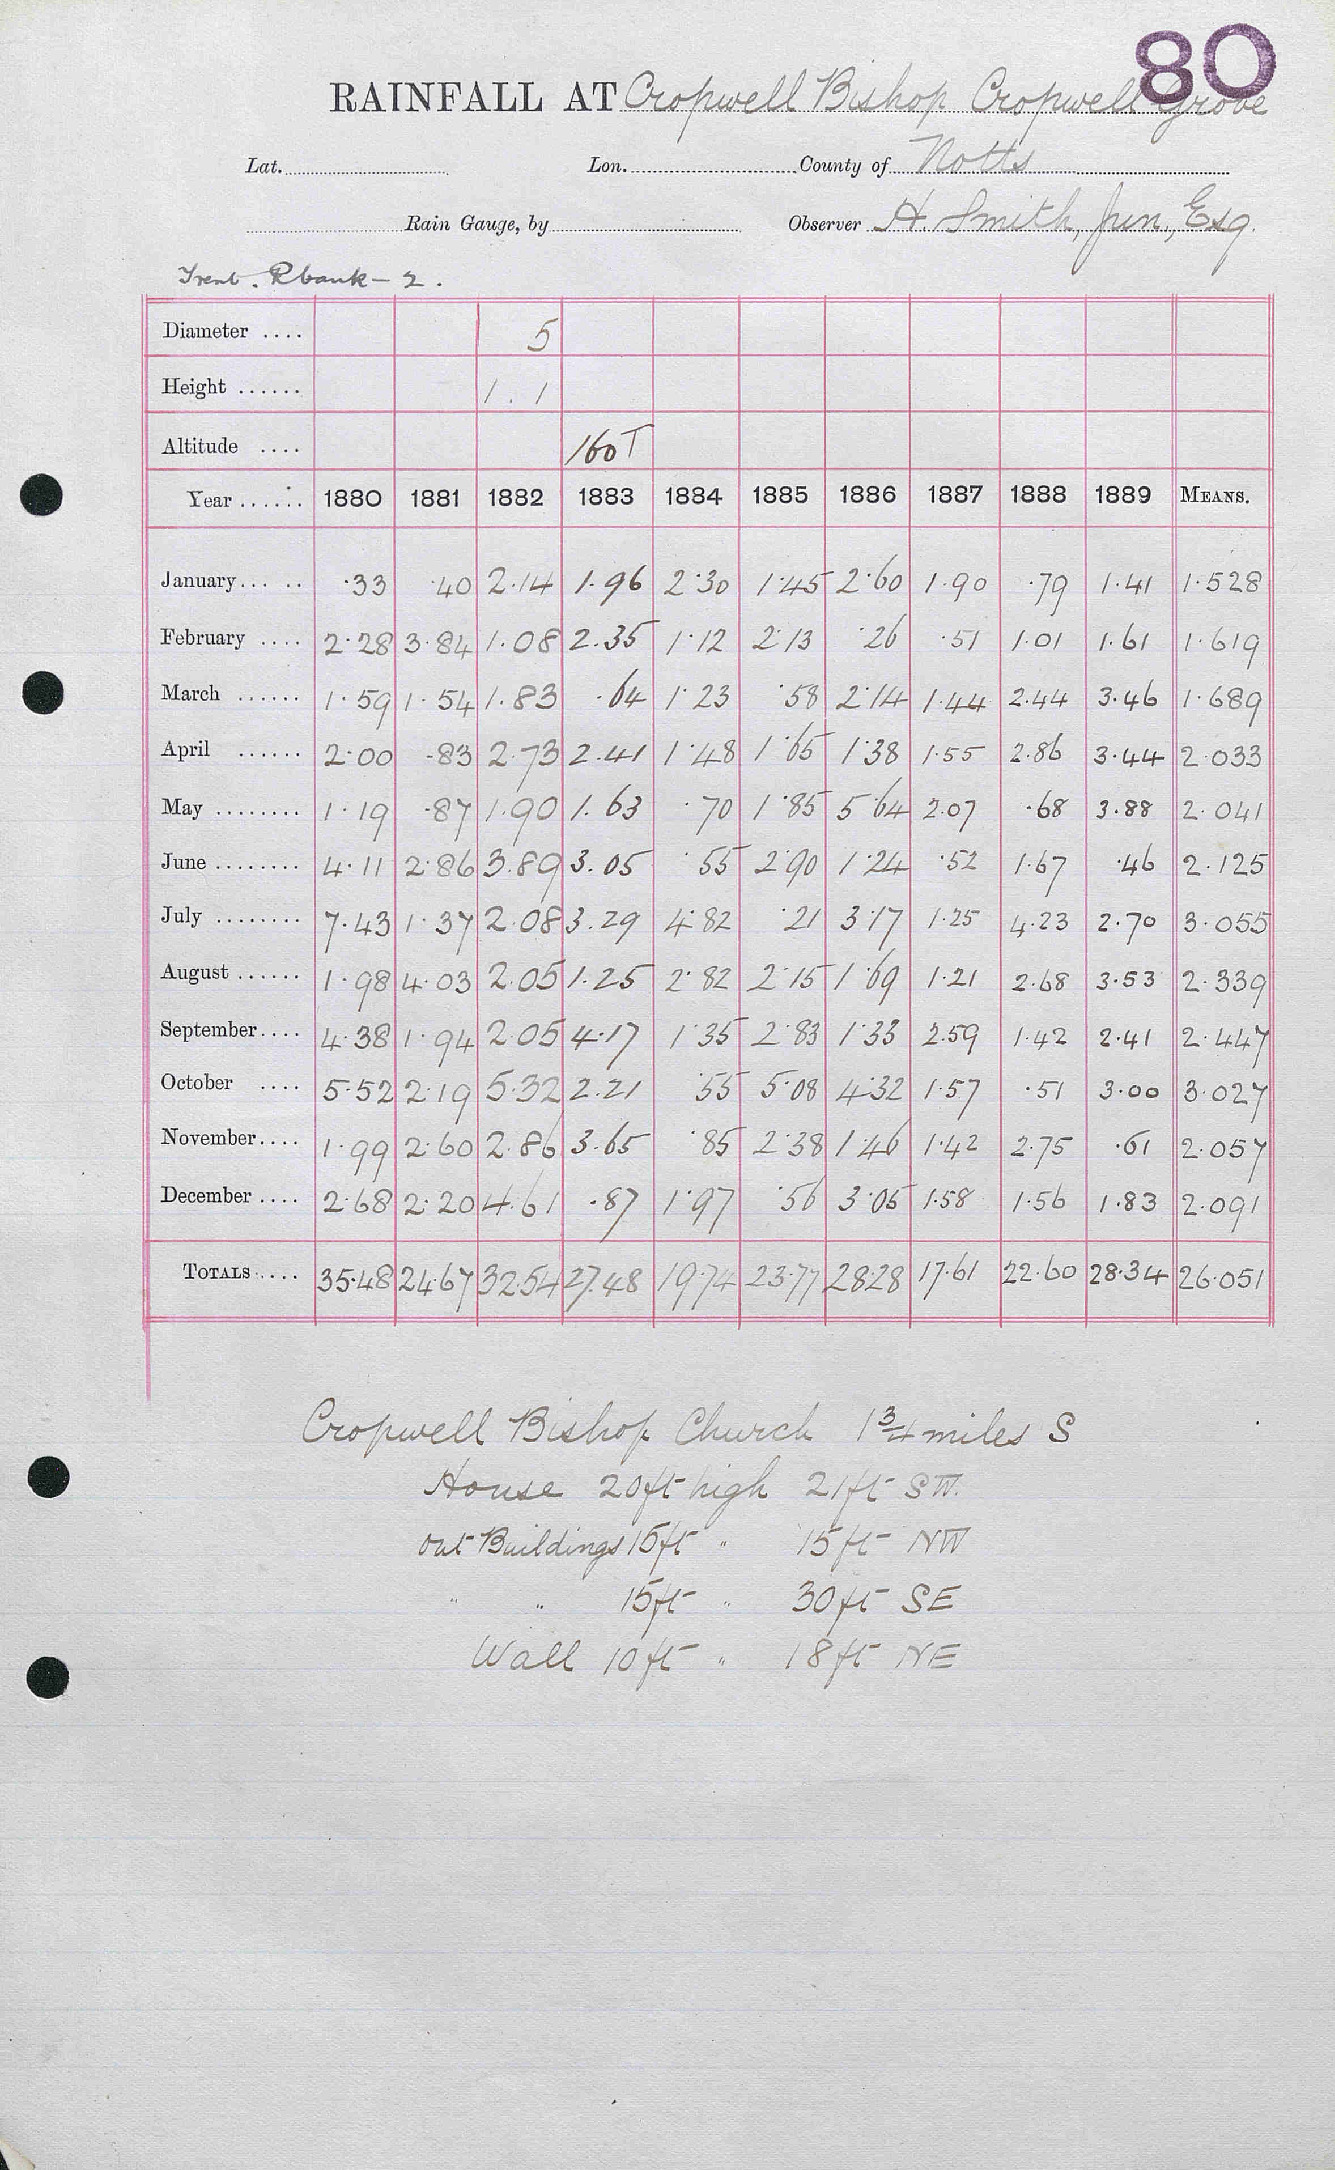 80
RAINFALL AT Cropwell Bishop Cropwell Grove
Lat. Lon. County of Notts
Rain Gauge, by Observer H. Smith, Jun., Esq.
Trent. R bank - 2.
Diameter .... 5
Height ...... 1 . 1
Altitude .... 160 T
Year ...... 1880 1881 1882 1883 1884 1885 1886 1887 1888 1889 MEANS.
January... .. ·33 ·40 2·14 1·96 2·30 1·45 2·60 1·90 ·79 1·41 1·528
February .... 2·28 3·84 1·08 2·35 1·12 2·13 ·26 ·51 1·01 1·61 1·619
March ...... 1·59 1·54 1·83 ·64 1·23 ·58 2·14 1·44 2·44 3·46 1·689
April ...... 2·00 ·83 2·73 2·41 1·48 1·65 1·38 1·55 2·86 3·44 2·033
May ........ 1·19 ·87 1·90 1·63 ·70 1·85 5·64 2·07 ·68 3·88 2·041
June ........ 4·11 2·86 3·89 3·05 ·55 2·90 1·24 ·52 1·67 ·46 2·125
July ........ 7·43 1·37 2·08 3·29 4·82 ·21 3·17 1·25 4·23 2·70 3·055
August ...... 1·98 4·03 2·05 1·25 2·82 2·15 1·69 1·21 2·68 3·53 2·339
September.... 4·38 1·94 2·05 4·17 1·35 2·83 1·33 2·59 1·42 2·41 2·447
October .... 5·52 2·19 5·32 2·21 ·55 5·08 4·32 1·57 ·51 3·00 3·027
November.... 1·99 2·60 2·86 3·65 ·85 2·38 1·46 1·42 2·75 ·61 2·057
December .... 2·68 2·20 4·61 ·87 1·97 ·56 3·05 1·58 1·56 1·83 2·091
TOTALS .... 35·48 24·67 32·54 27·48 19·74 23·77 28·28 17·61 22·60 28·34 26·051
Cropwell Bishop Church 1 3/4 miles S
House 20ft high 21ft SW.
out Buildings 15ft " 15ft NW
" " 15ft " 30ft SE
Wall 10ft " 18ft NE